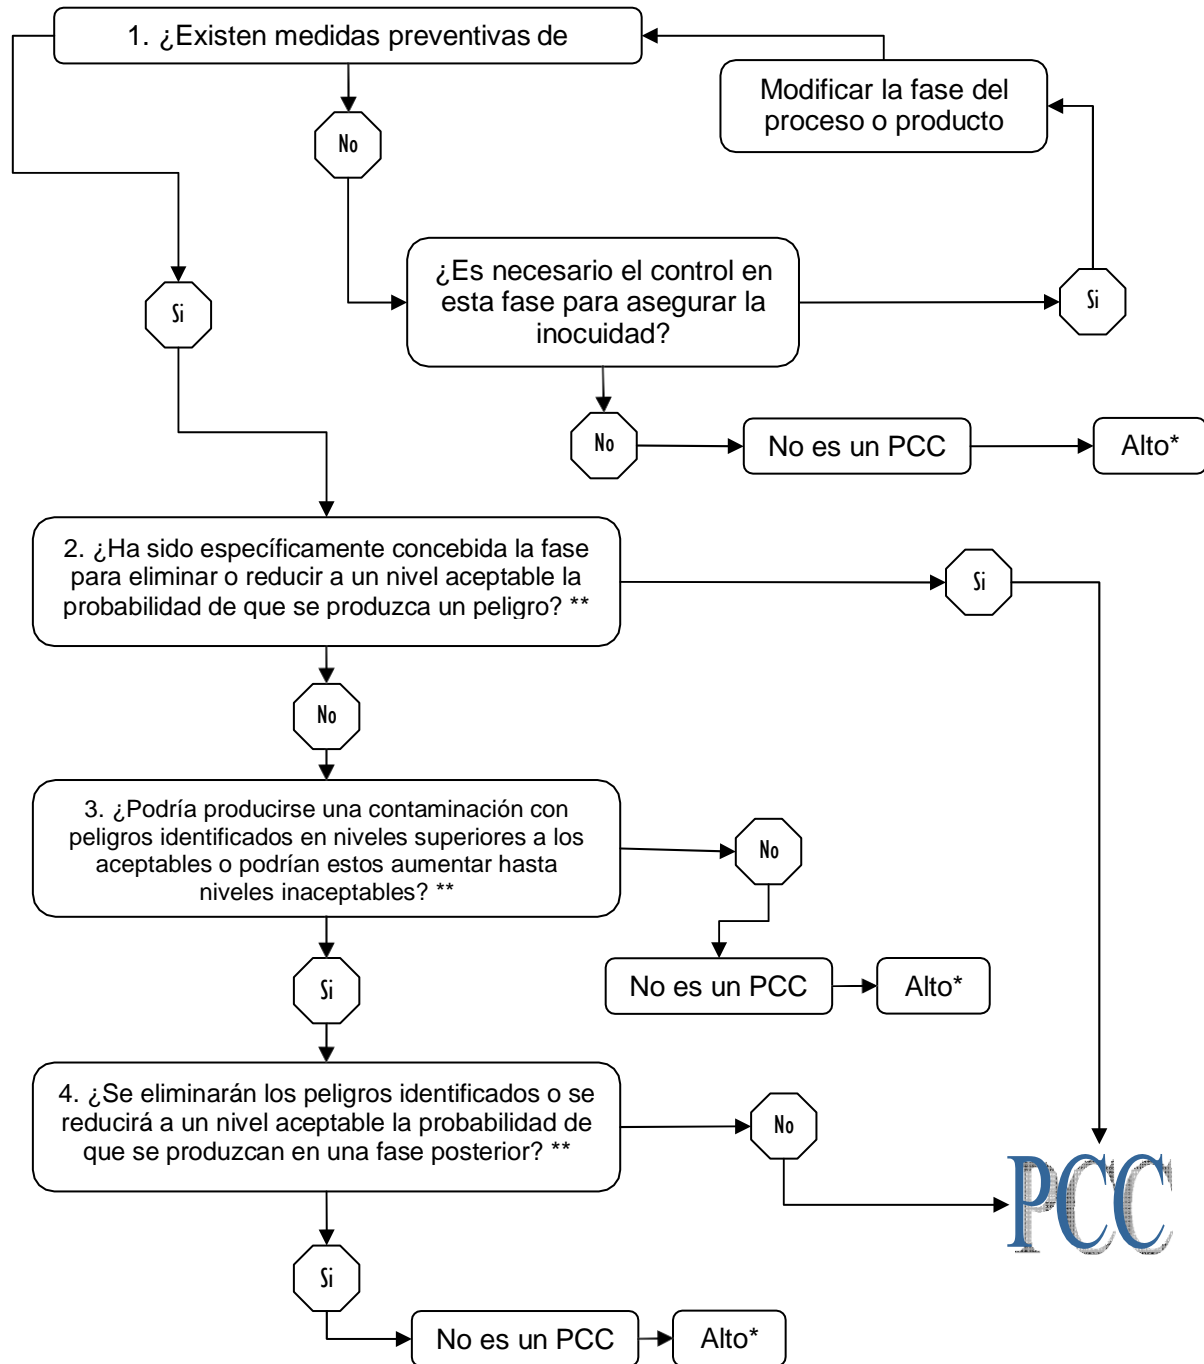 1. ¿Existen medidas preventivas de
Modificar la fase del
proceso o producto
No
¿Es necesario el control en
esta fase para asegurar la
inocuidad?
Si
Si
No
No es un PCC
Alto*
2. ¿Ha sido específicamente concebida la fase
para eliminar o reducir a un nivel aceptable la
probabilidad de que se produzca un peligro? **
Si
No
3. ¿Podría producirse una contaminación con
peligros identificados en niveles superiores a los
aceptables o podrían estos aumentar hasta
niveles inaceptables? **
No
Si
No es un PCC
Alto*
4. ¿Se eliminarán los peligros identificados o se
reducirá a un nivel aceptable la probabilidad de
que se produzcan en una fase posterior? **
No
PCC
Si
No es un PCC
Alto*